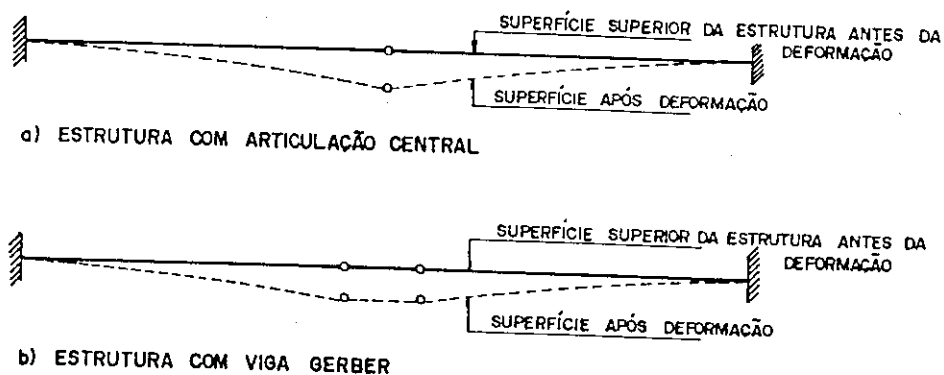 SUPERFÍCIE SUPERIOR DA ESTRUTURA ANTES DA
DEFORMAÇÃO
SUPERFÍCIE APÓS DEFORMAÇÃO
a) ESTRUTURA COM ARTICULAÇÃO CENTRAL
SUPERFÍCIE SUPERIOR DA ESTRUTURA ANTES DA
DEFORMAÇÃO
SUPERFÍCIE APÓS DEFORMAÇÃO
b) ESTRUTURA COM VIGA GERBER